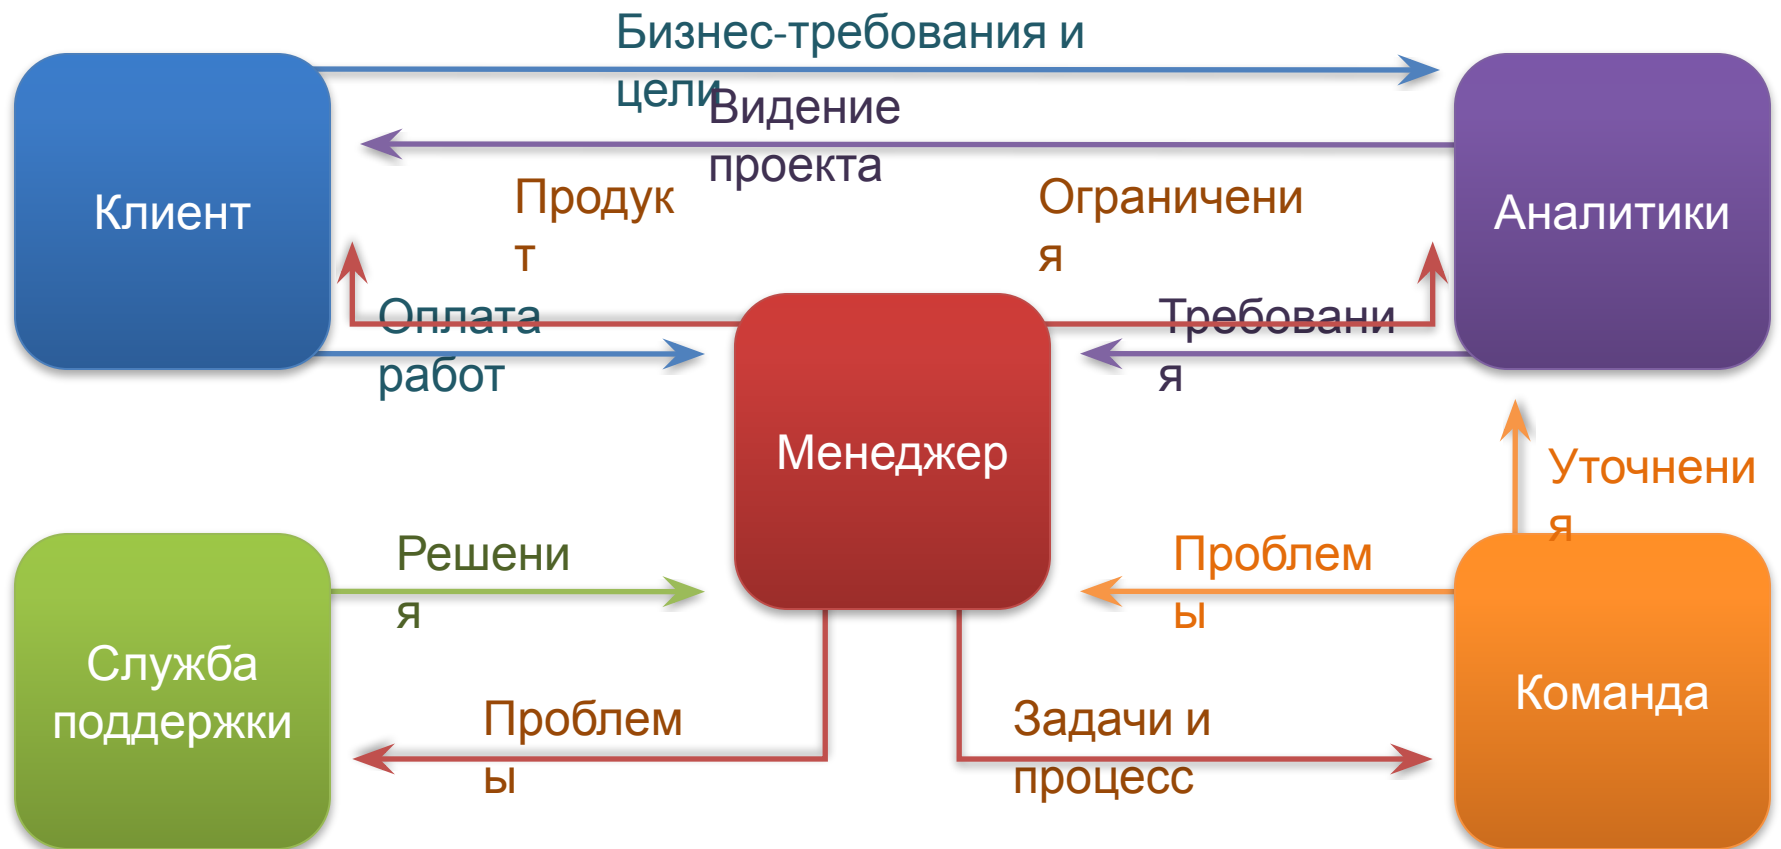 Бизнес-требования и
цели
Видение
проекта
Клиент
Продук
т
Ограничени
я
Аналитики
Оплата
работ
Требовани
я
Менеджер
Уточнени
я
Решени
я
Проблем
ы
Служба
поддержки
Команда
Проблем
ы
Задачи и
процесс